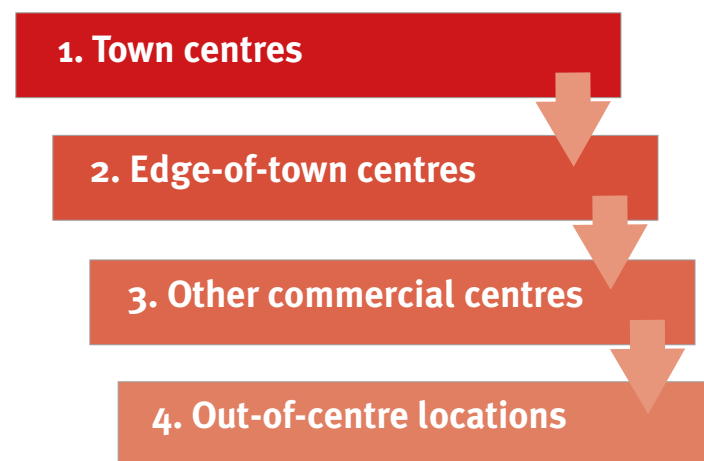 1. Town centres
2. Edge-of-town centres
3. Other commercial centres
4. Out-of-centre locations